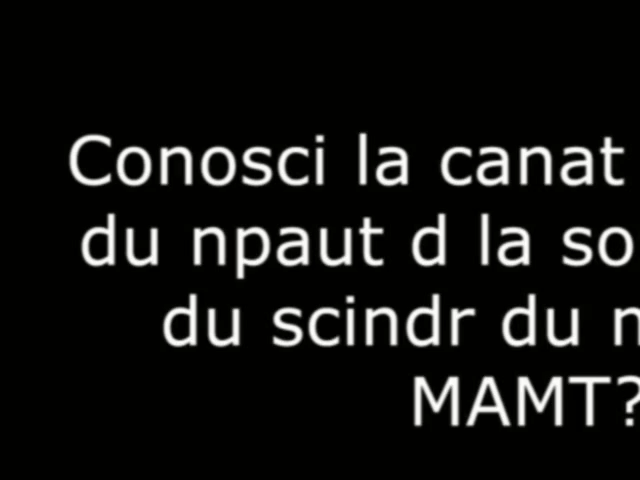 Conosci la canat
du npaut d la so
du scindr du n
MAMT?